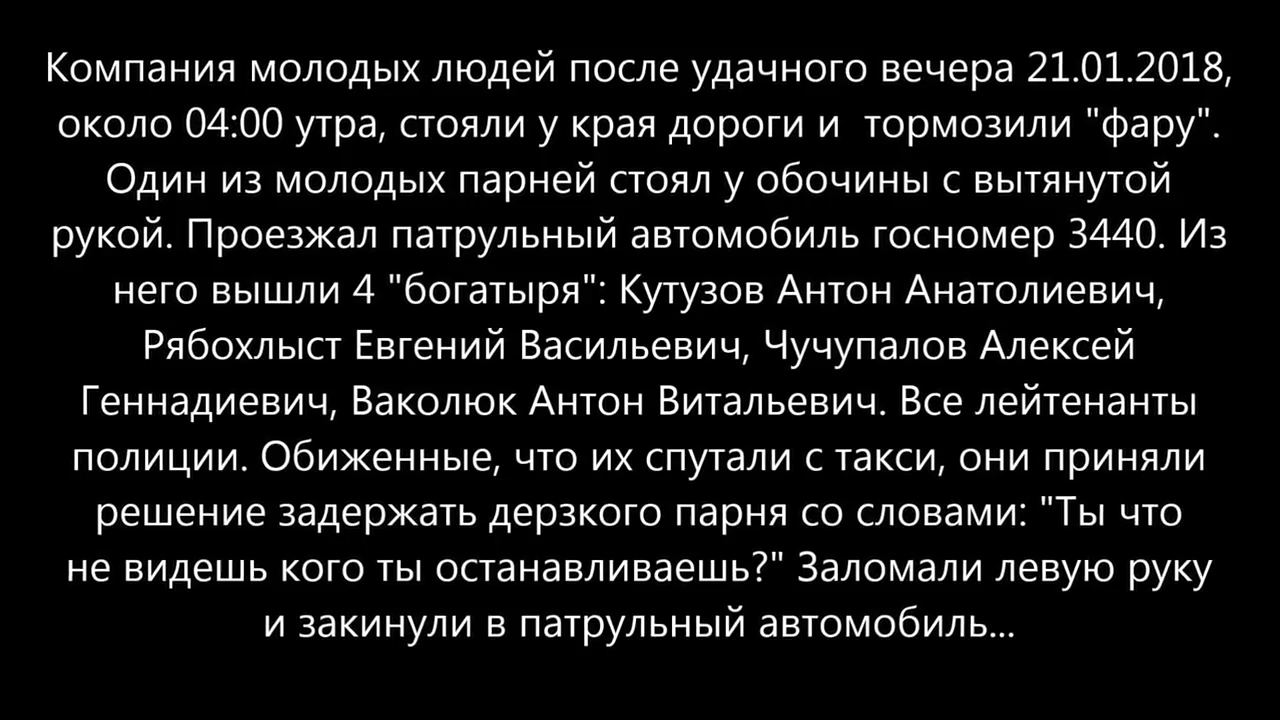 Компания молодых людей после удачного вечера 21.01.2018,
около 04:00 утра, стояли у края дороги и  тормозили "фару".
Один из молодых парней стоял у обочины с вытянутой
рукой. Проезжал патрульный автомобиль госномер 3440. Из
него вышли 4 "богатыря": Кутузов Антон Анатолиевич,
Рябохлыст Евгений Васильевич, Чучупалов Алексей
Геннадиевич, Ваколюк Антон Витальевич. Все лейтенанты
полиции. Обиженные, что их спутали с такси, они приняли
решение задержать дерзкого парня со словами: "Ты что
не видешь кого ты останавливаешь?" Заломали левую руку
и закинули в патрульный автомобиль...